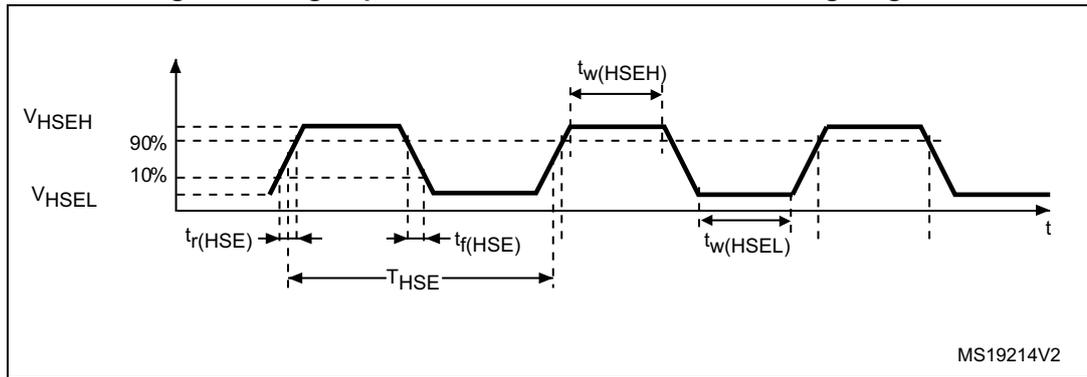 tw(HSEH)
VHSEH
90%
10%
VHSEL
tr(HSE)
tf(HSE)
tw(HSEL)
t
THSE
MS19214V2